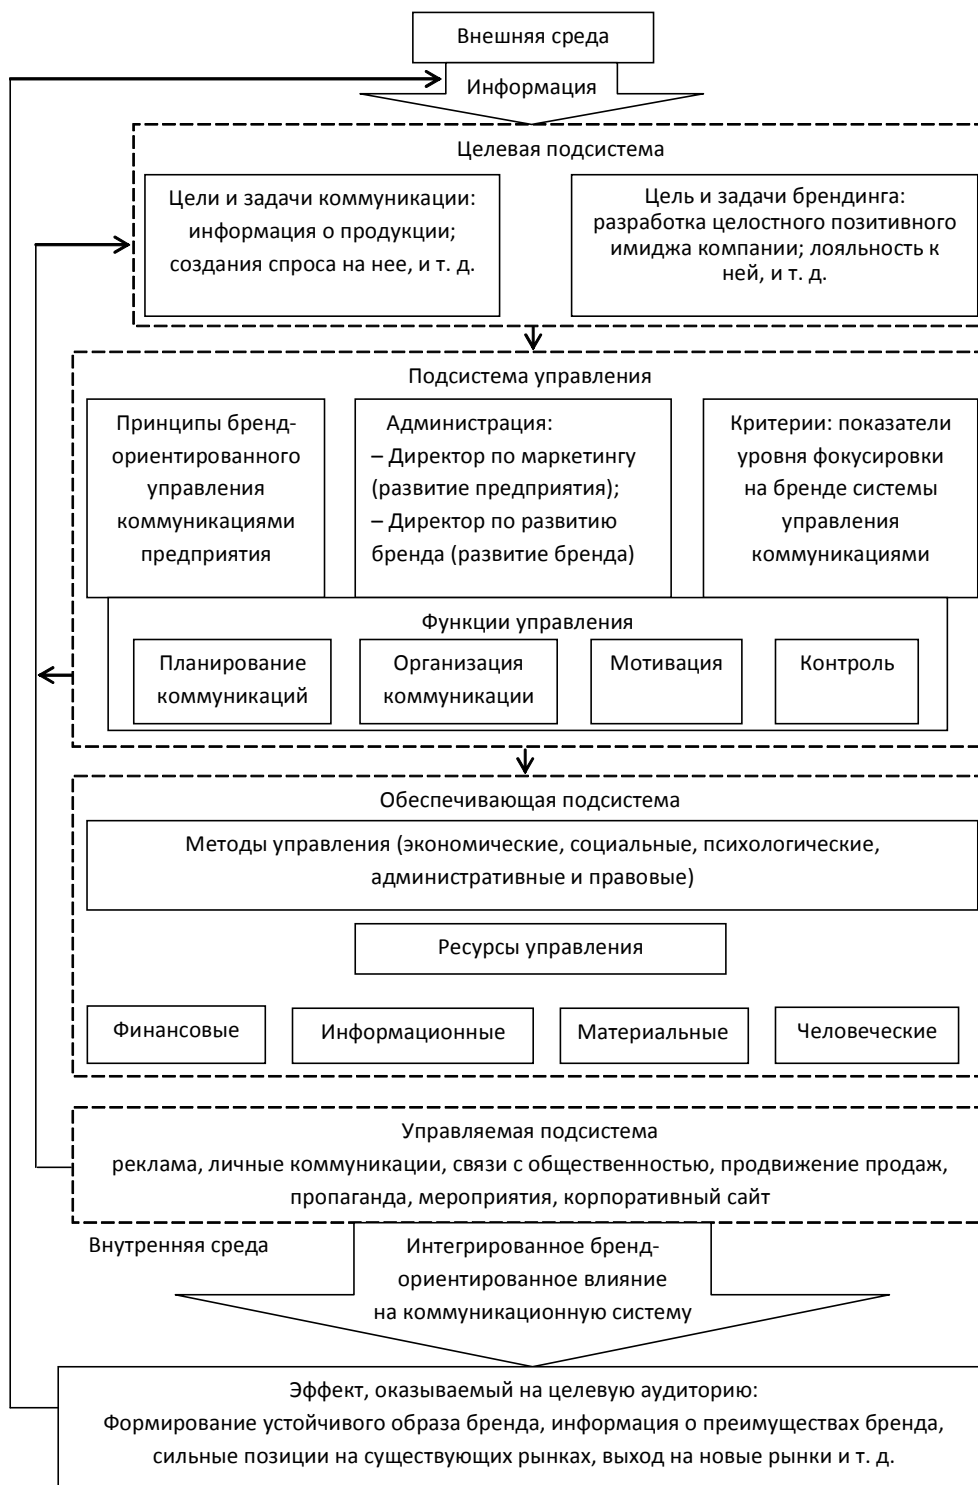 Внешняя среда
Информация
Целевая подсистема
Цели и задачи коммуникации:
информация о продукции;
создания спроса на нее, и т. д.
Цель и задачи брендинга:
разработка целостного позитивного
имиджа компании; лояльность к
ней, и т. д.
Подсистема управления
Принципы бренд-
ориентированного
управления
коммуникациями
предприятия
Администрация:
– Директор по маркетингу
(развитие предприятия);
– Директор по развитию
бренда (развитие бренда)
Критерии: показатели
уровня фокусировки
на бренде системы
управления
коммуникациями
Функции управления
Планирование
коммуникаций
Организация
коммуникации
Мотивация
Контроль
Обеспечивающая подсистема
Методы управления (экономические, социальные, психологические,
административные и правовые)
Ресурсы управления
Финансовые
Информационные
Материальные
Человеческие
Управляемая подсистема
реклама, личные коммуникации, связи с общественностью, продвижение продаж,
пропаганда, мероприятия, корпоративный сайт
Внутренняя среда
Интегрированное бренд-
ориентированное влияние
на коммуникационную систему
Эффект, оказываемый на целевую аудиторию:
Формирование устойчивого образа бренда, информация о преимуществах бренда,
сильные позиции на существующих рынках, выход на новые рынки и т. д.